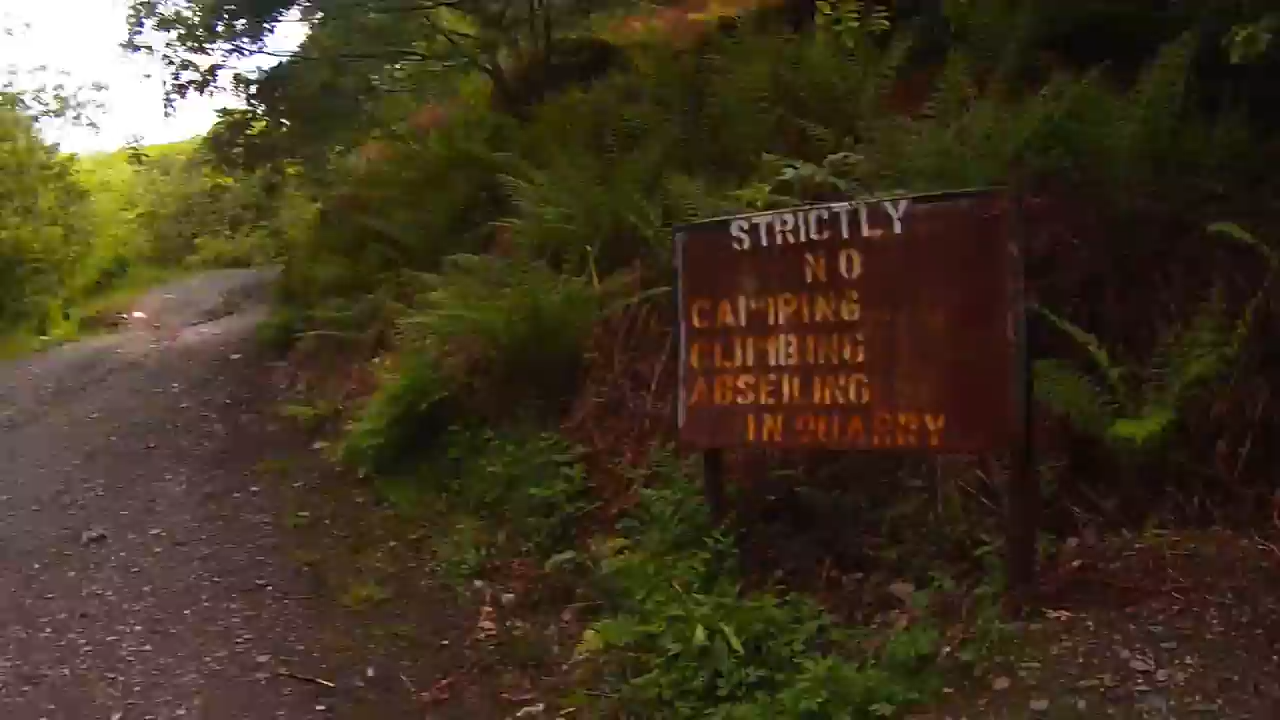 STRICTLY
NO
CAMPING
CLIMBING
ABSEILING
IN QUARRY